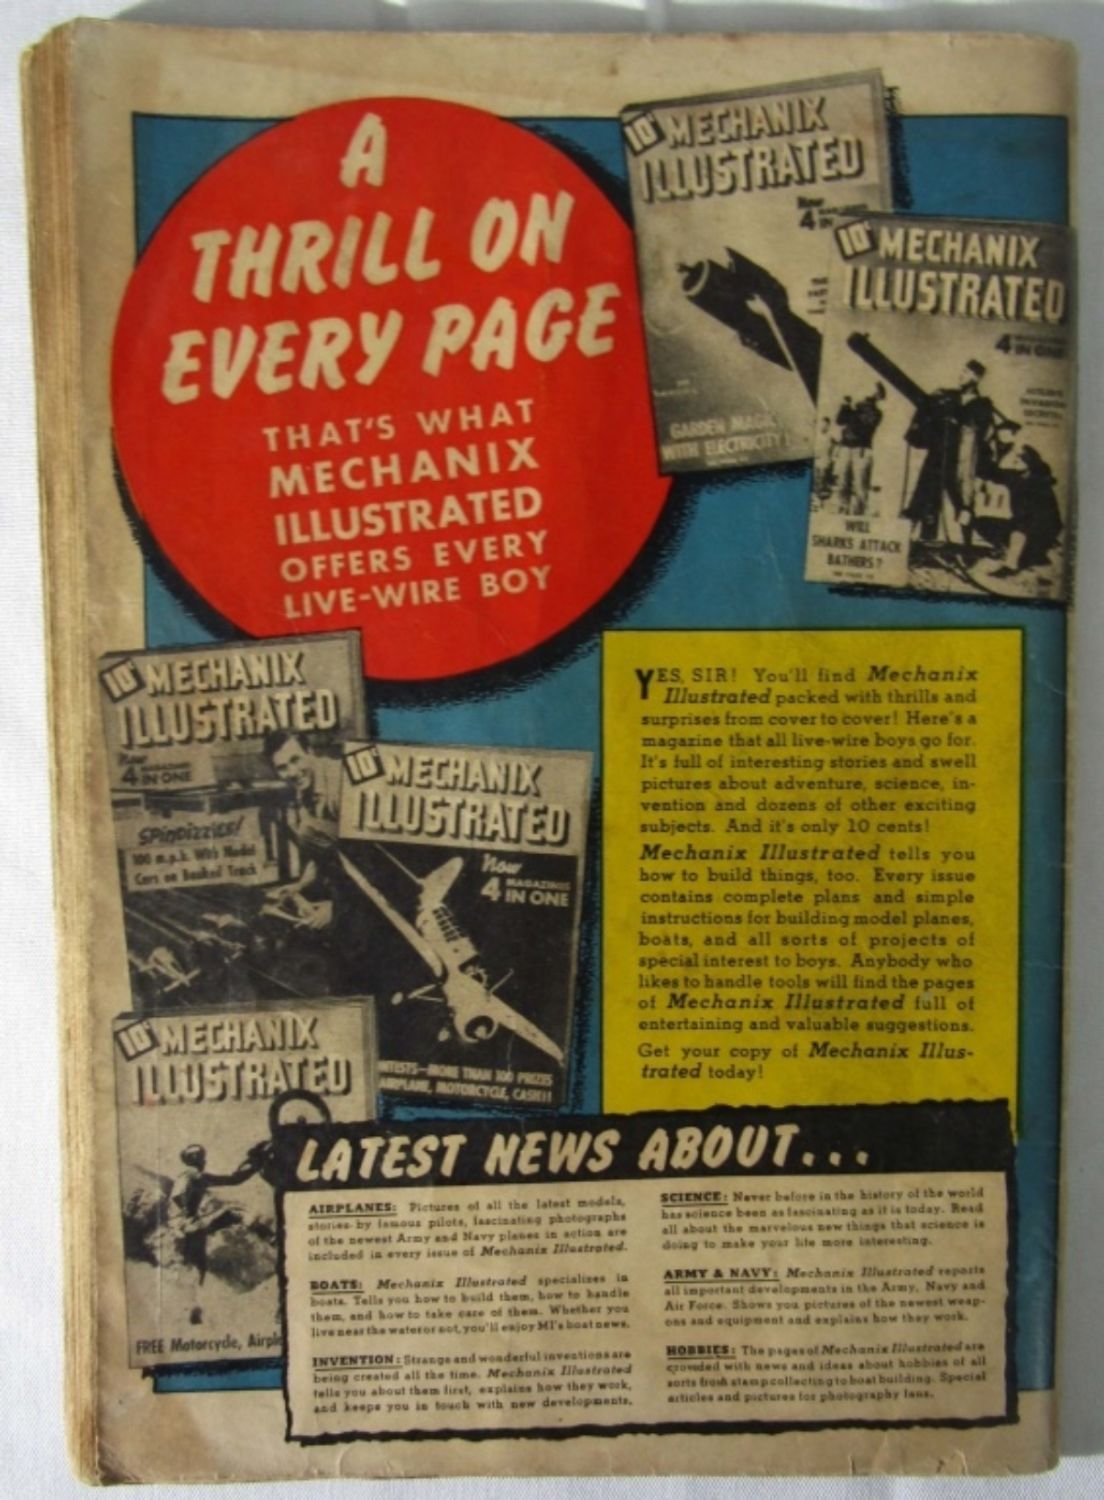 A
THRILL ON
EVERY PAGE
THAT'S WHAT
MECHANIX
ILLUSTRATED
OFFERS EVERY
LIVE-WIRE BOY
10¢ MECHANIX
ILLUSTRATED
Now
4 IN
GARDEN MAGIC
WITH ELECTRICITY!
10¢ MECHANIX
ILLUSTRATED
4 IN ONE
WILL
SHARKS ATTACK
BATHERS?
10¢ MECHANIX
ILLUSTRATED
Now
4 MAGAZINES
IN ONE
SPINDIZZIES!
100 m.p.h. With Model
Cars on Banked Track
10¢ MECHANIX
ILLUSTRATED
Now
4 MAGAZINES
IN ONE
MORE THAN 100 PRIZES
AIRPLANE, MOTORCYCLE, CASH!!
10¢ MECHANIX
ILLUSTRATED
FREE Motorcycle, Airpl
YES, SIR! You'll find Mechanix
Illustrated packed with thrills and
surprises from cover to cover! Here's a
magazine that all live-wire boys go for.
It's full of interesting stories and swell
pictures about adventure, science, in-
vention and dozens of other exciting
subjects. And it's only 10 cents!
Mechanix Illustrated tells you
how to build things, too. Every issue
contains complete plans and simple
instructions for building model planes,
boats, and all sorts of projects of
special interest to boys. Anybody who
likes to handle tools will find the pages
of Mechanix Illustrated full of
entertaining and valuable suggestions.
Get your copy of Mechanix Illus-
trated today!
LATEST NEWS ABOUT...
AIRPLANES: Pictures of all the latest models,
stories by famous pilots, fascinating photographs
of the newest Army and Navy planes in action are
included in every issue of Mechanix Illustrated.
BOATS: Mechanix Illustrated specializes in
boats. Tells you how to build them, how to handle
them, and how to take care of them. Whether you
live near the water or not, you'll enjoy MI's boat news.
INVENTION: Strange and wonderful inventions are
being created all the time. Mechanix Illustrated
tells you about them first, explains how they work,
and keeps you in touch with new developments.
SCIENCE: Never before in the history of the world
has science been as fascinating as it is today. Read
all about the marvelous new things that science is
doing to make your life more interesting.
ARMY & NAVY: Mechanix Illustrated reports
all important developments in the Army, Navy and
Air Force. Shows you pictures of the newest weap-
ons and equipment and explains how they work.
HOBBIES: The pages of Mechanix Illustrated are
crowded with news and ideas about hobbies of all
sorts from stamp collecting to boat building. Special
articles and pictures for photography fans.